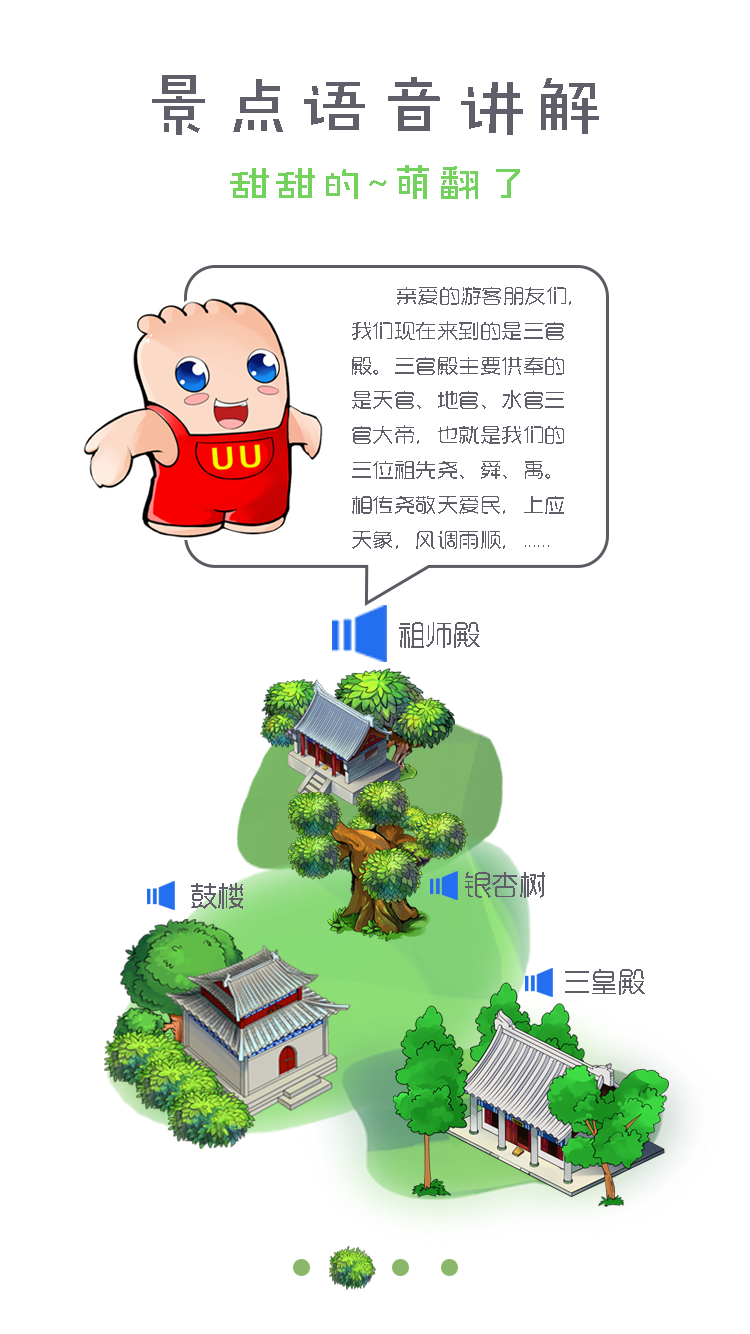 景点语音讲解
甜甜的~萌翻了
亲爱的游客朋友们,
我们现在来到的是三官
殿。三官殿主要供奉的
是天官、地官、水官三
官大帝, 也就是我们的
三位祖先尧、舜、禹。
相传尧敬天爱民, 上应
天象, 风调雨顺, ......
UU
祖师殿
银杏树
鼓楼
三皇殿